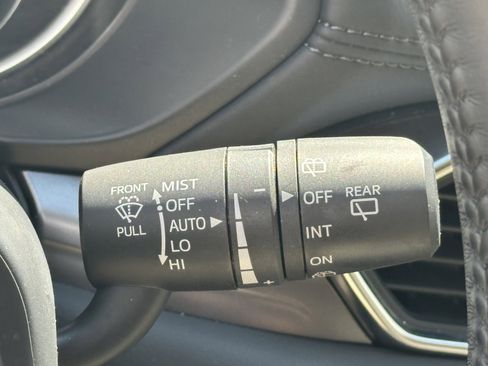 FRONT
PULL
MIST
OFF
AUTO
LO
HI
−
+
OFF
INT
ON
REAR